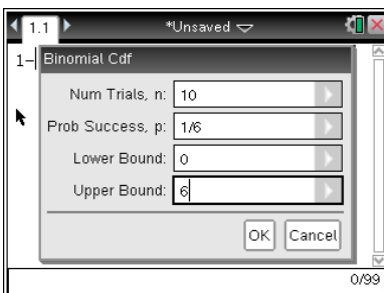 1.1 *Unsaved
1-
Binomial Cdf
Num Trials, n: 10
Prob Success, p: 1/6
Lower Bound: 0
Upper Bound: 6
OK Cancel
0/99